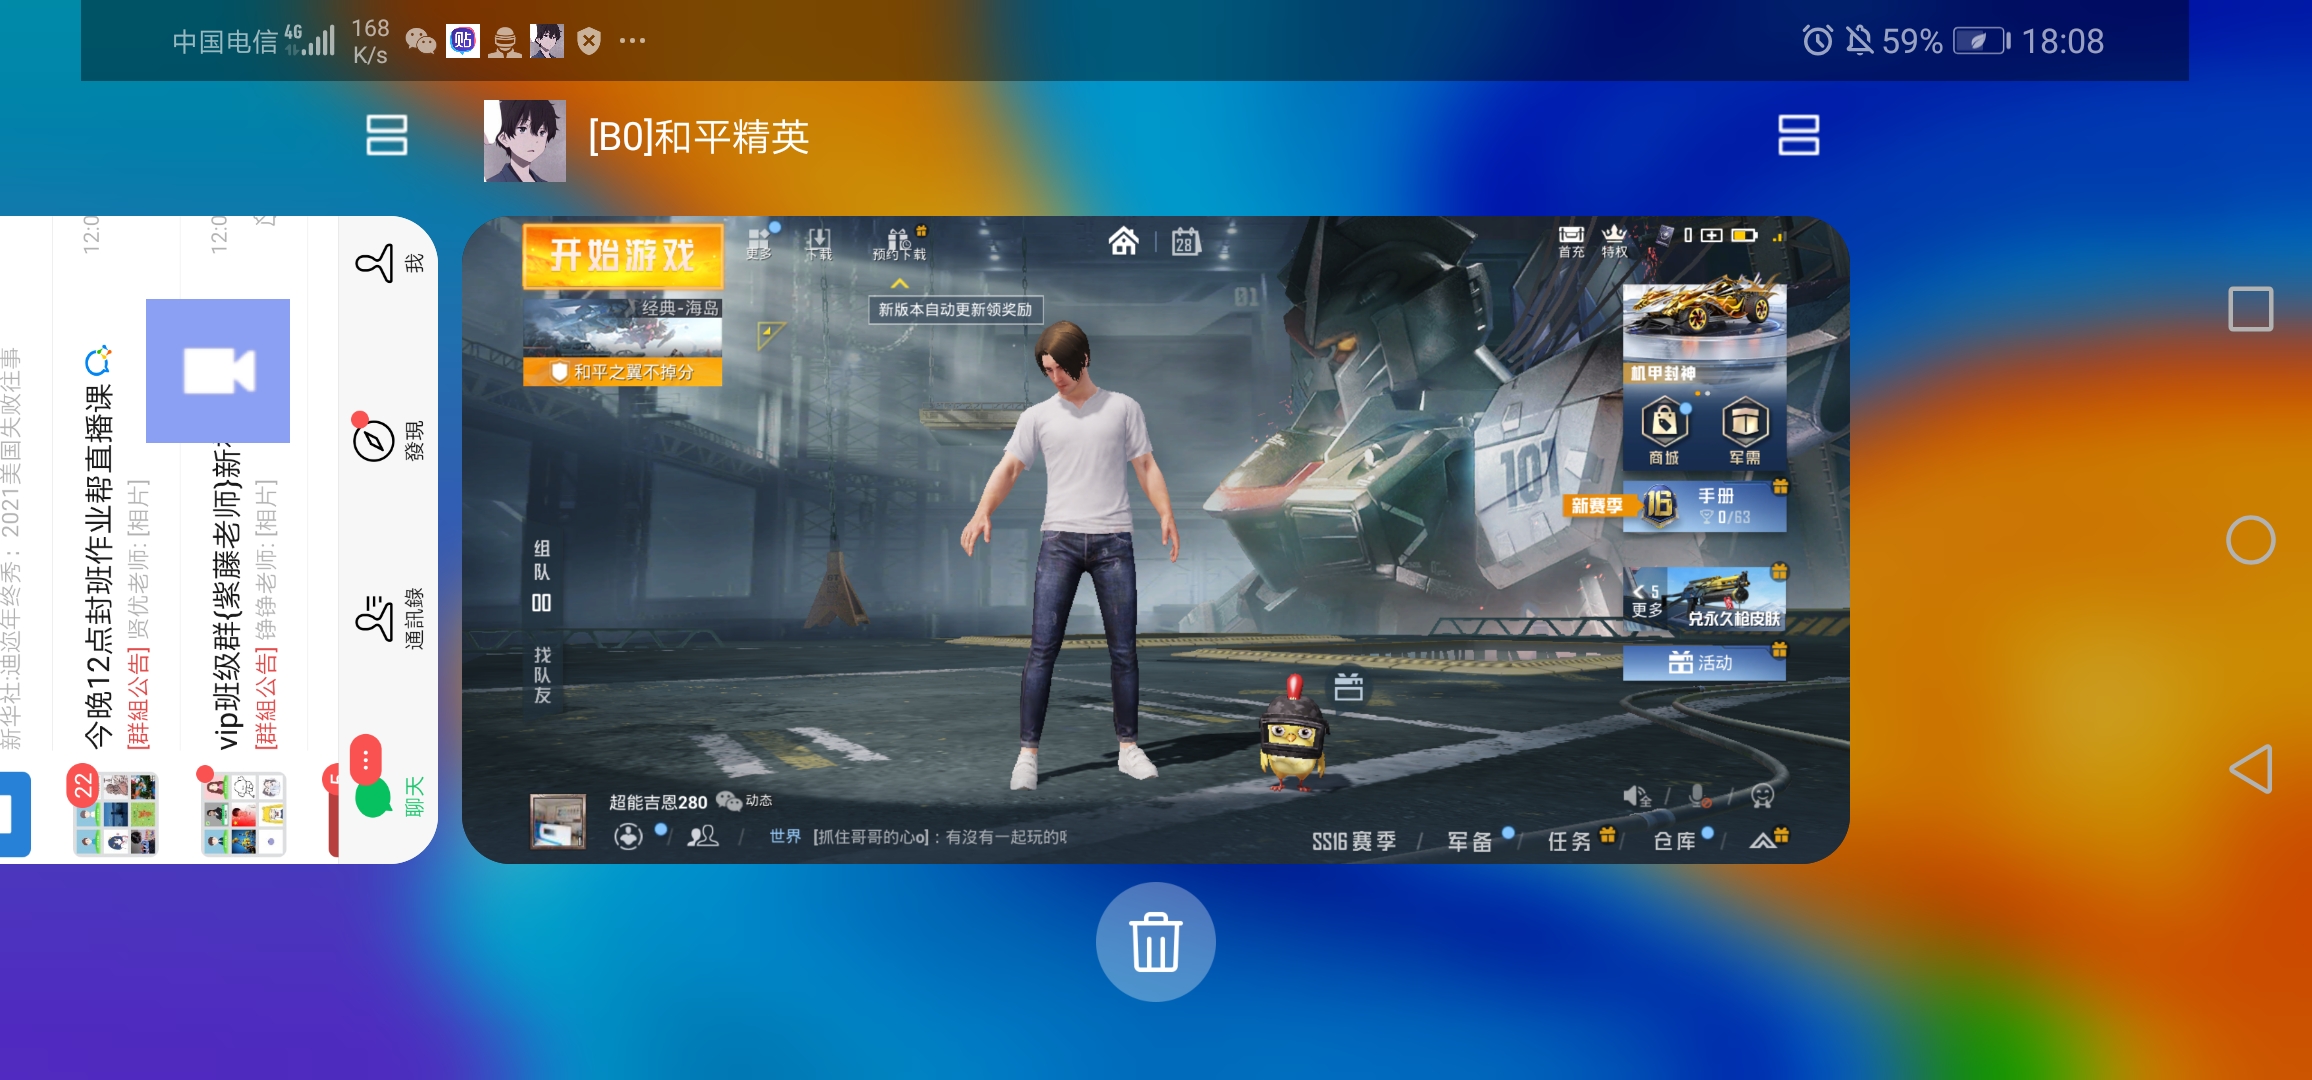 中国电信 4G 168 K/s 贴 59% 18:08
[B0]和平精英
开始游戏
更多
下载
预约下载
28
首充
特权
经典-海岛
新版本自动更新领奖励
01
和平之翼不掉分
机甲封神
商城
军需
新赛季
16
手册
0/63
101
组队
00
找队友
5
更多
兑永久枪皮肤
活动
超能吉恩280
动态
世界
[抓住哥哥的心o]：有沒有一起玩的
全
SS16赛季
军备
任务
仓库
新华社:迪迩年终秀：2021美国失败往事
12:0
今晚12点封班作业帮直播课
[群組公告] 贤优老师: [相片]
22
12:0
vip班级群{紫藤老师}新
[群組公告] 铮铮老师: [相片]
我
發現
通訊錄
聊天